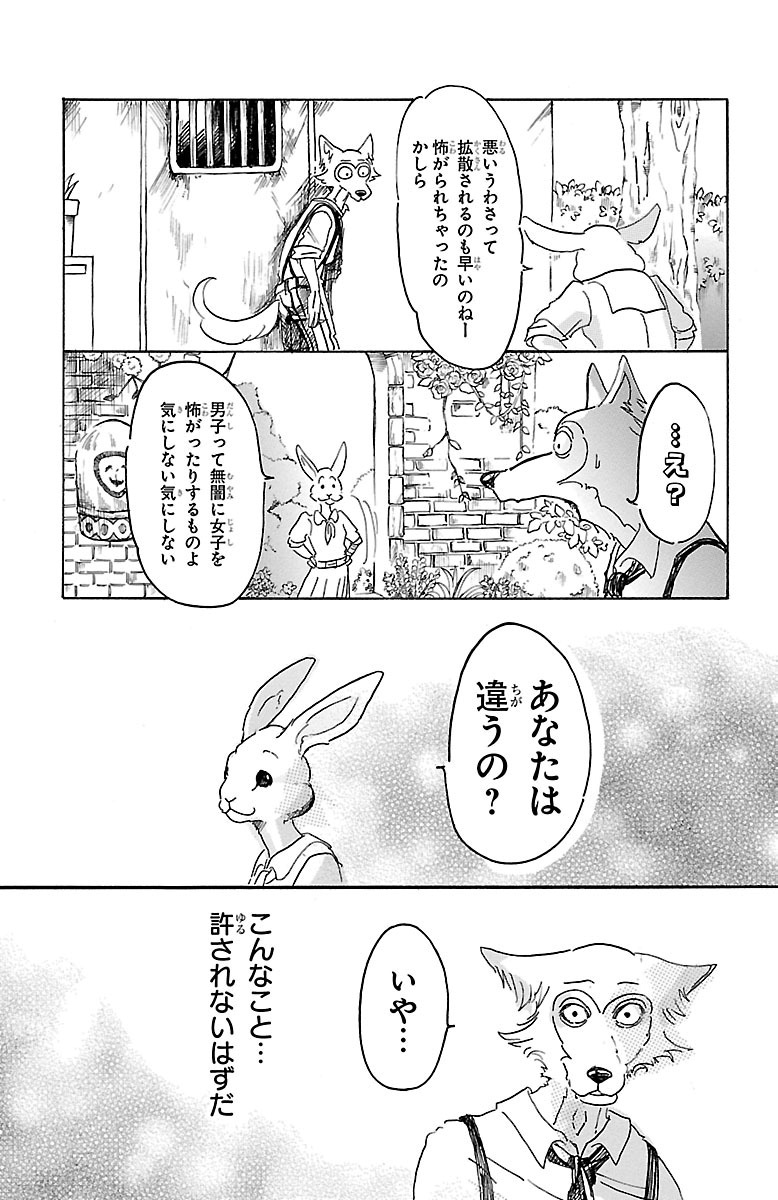 悪いうわさって
拡散されるのも早いのねー
怖がられちゃったの
かしら
…え?
男子って無闇に女子を
怖がったりするものよ
気にしない気にしない
あなたは
違うの?
いや…
こんなこと…
許されないはずだ